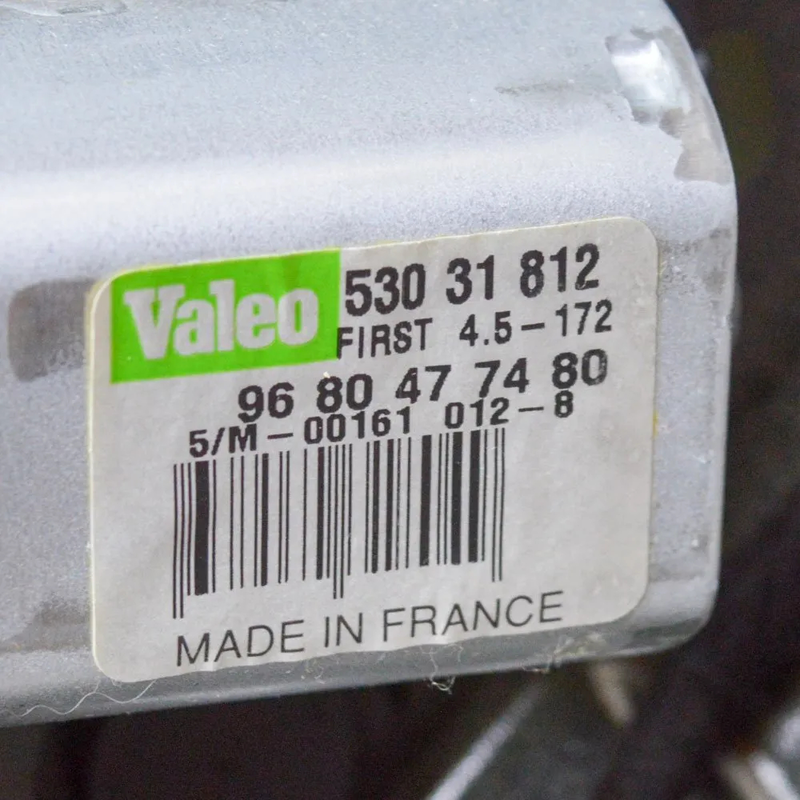 Valeo 530 31 812
FIRST 4.5-172
96 80 47 74 80
5/M-00161 012-8
MADE IN FRANCE